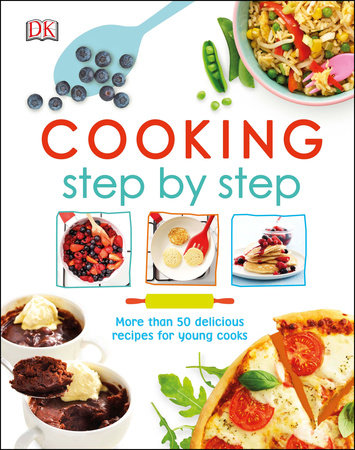 DK
COOKING
step by step
More than 50 delicious
recipes for young cooks